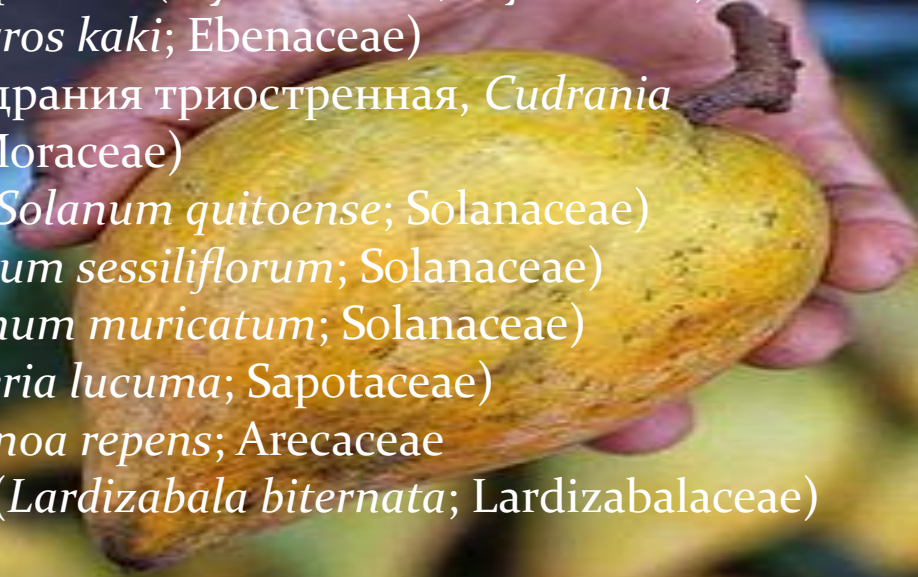 ros kaki; Ebenaceae)
драния триостренная, Cudrania
oraceae)
Solanum quitoense; Solanaceae)
um sessiliflorum; Solanaceae)
num muricatum; Solanaceae)
ria lucuma; Sapotaceae)
noa repens; Arecaceae
(Lardizabala biternata; Lardizabalaceae)